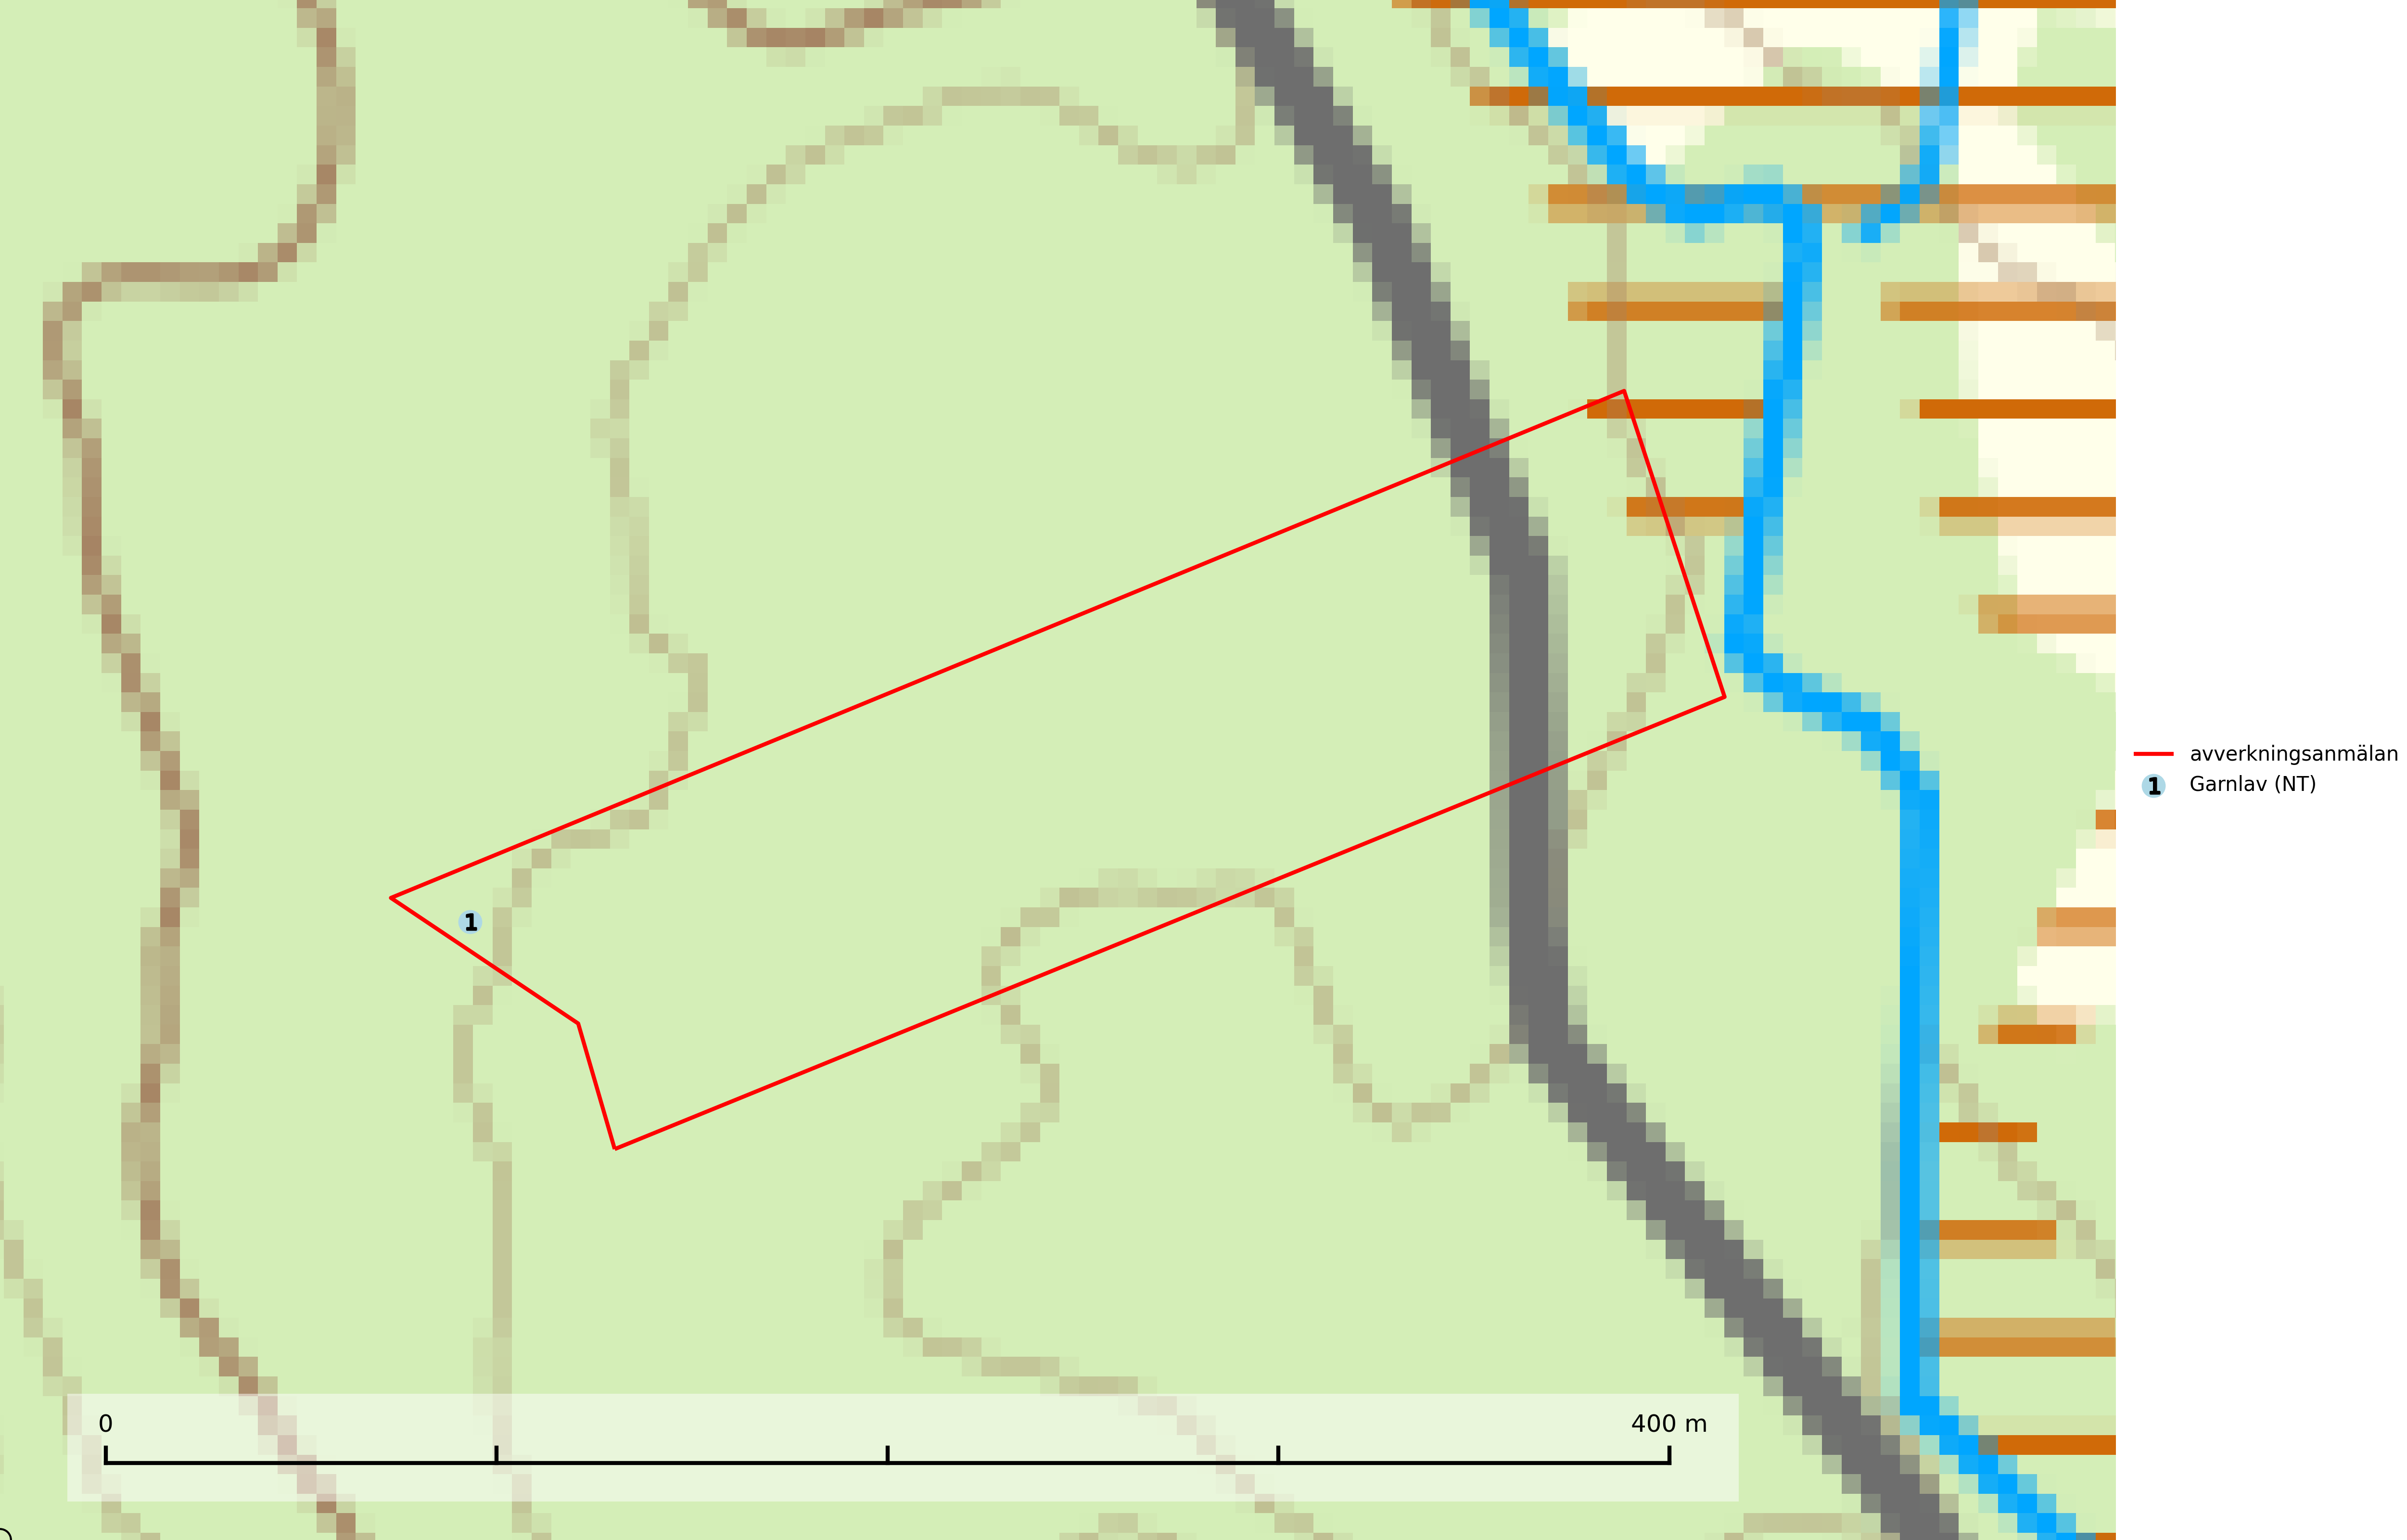 avverkningsanmälan
1 Garnlav (NT)
1
0 400 m